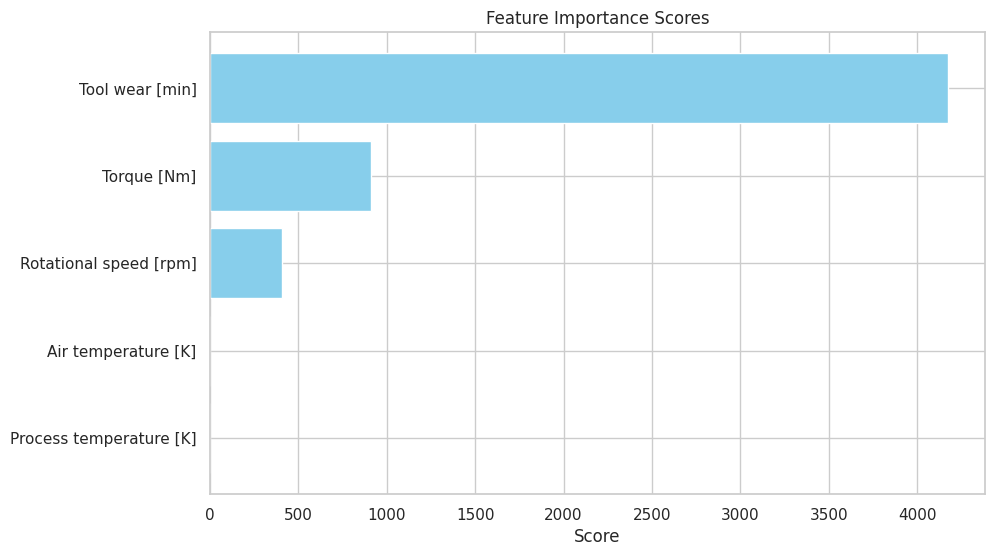 Feature Importance Scores
Tool wear [min]
Torque [Nm]
Rotational speed [rpm]
Air temperature [K]
Process temperature [K]
0 500 1000 1500 2000 2500 3000 3500 4000
Score